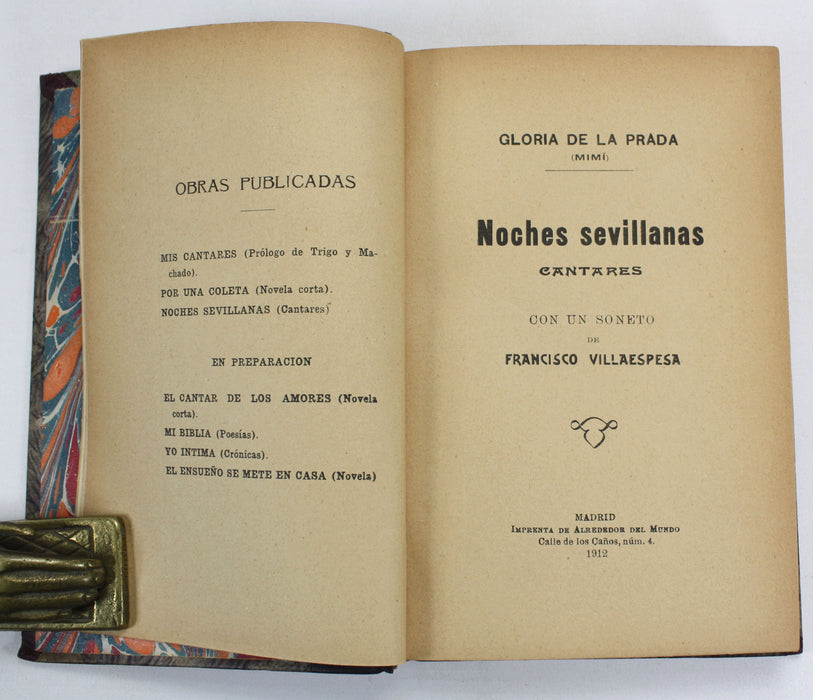 OBRAS PUBLICADAS
MIS CANTARES (Prólogo de Trigo y Ma-
chado).
POR UNA COLETA (Novela corta).
NOCHES SEVILLANAS (Cantares)
EN PREPARACION
EL CANTAR DE LOS AMORES (Novela
corta).
MI BIBLIA (Poesías).
YO INTIMA (Crónicas).
EL ENSUEÑO SE METE EN CASA (Novela)
GLORIA DE LA PRADA
(MIMÍ)
Noches sevillanas
CANTARES
CON UN SONETO
DE
FRANCISCO VILLAESPESA
MADRID
IMPRENTA DE ALREDEDOR DEL MUNDO
Calle de los Caños, núm. 4.
1912